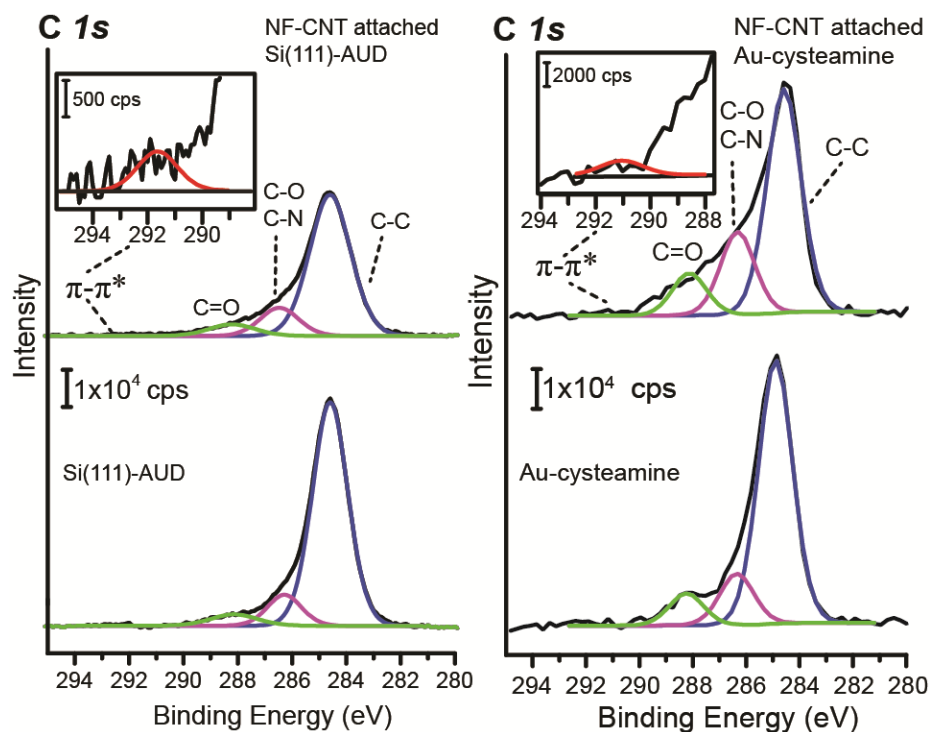 C 1s
NF-CNT attached
Si(111)-AUD
500 cps
294 292 290
C-O
C-N
C-C
π-π*
C=O
Intensity
1x10⁴ cps
Si(111)-AUD
294 292 290 288 286 284 282 280
Binding Energy (eV)
C 1s
NF-CNT attached
Au-cysteamine
2000 cps
294 292 290 288
C-O
C-N
C-C
π-π*
C=O
Intensity
1x10⁴ cps
Au-cysteamine
294 292 290 288 286 284 282 280
Binding Energy (eV)